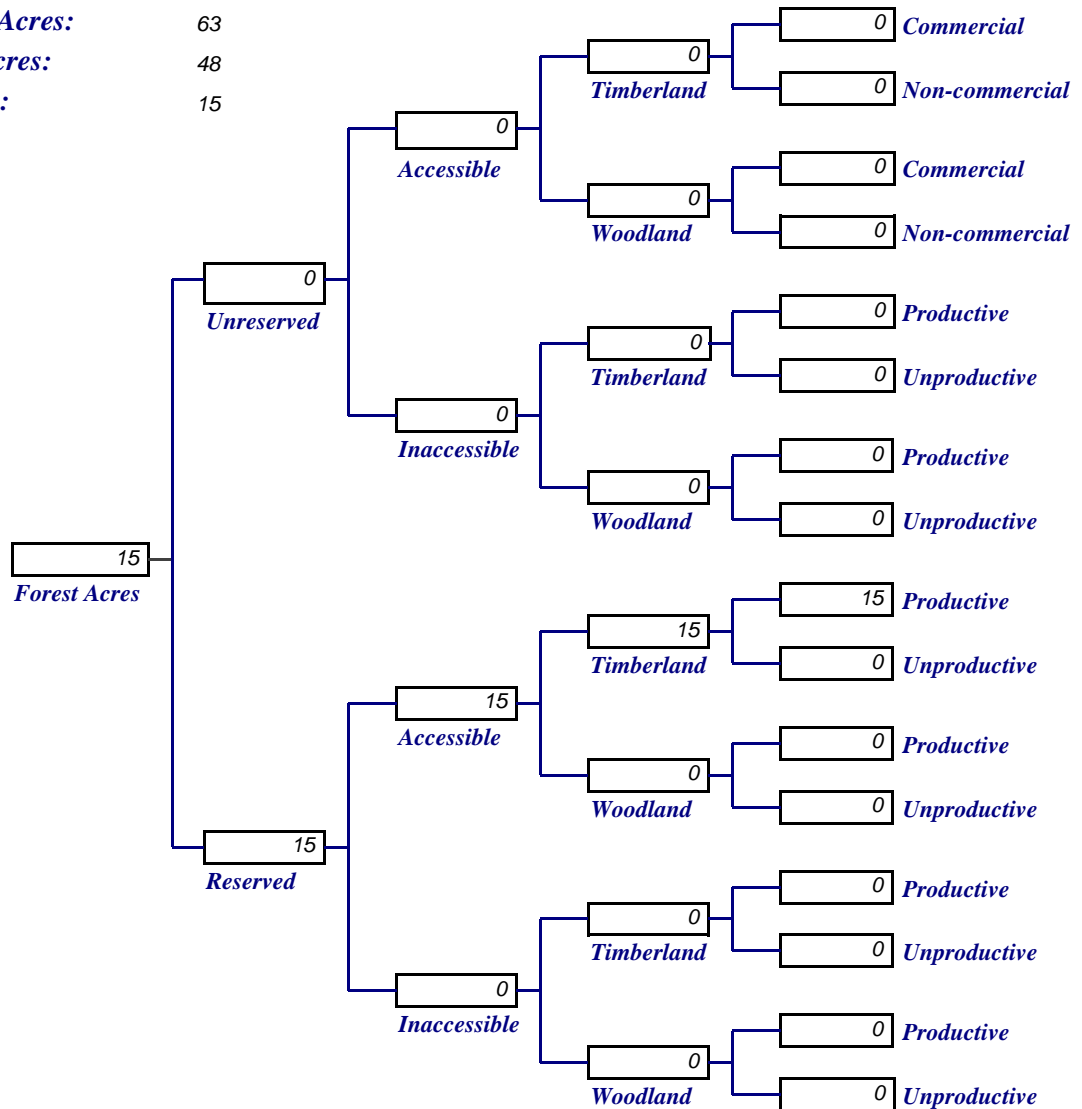 Acres: 63
cres: 48
: 15
0 Commercial
0 Timberland
0 Non-commercial
0 Accessible
0 Commercial
0 Woodland
0 Non-commercial
0 Unreserved
0 Productive
0 Timberland
0 Unproductive
0 Inaccessible
0 Productive
0 Woodland
0 Unproductive
15 Forest Acres
15 Productive
15 Timberland
0 Unproductive
15 Accessible
0 Productive
0 Woodland
0 Unproductive
15 Reserved
0 Productive
0 Timberland
0 Unproductive
0 Inaccessible
0 Productive
0 Woodland
0 Unproductive